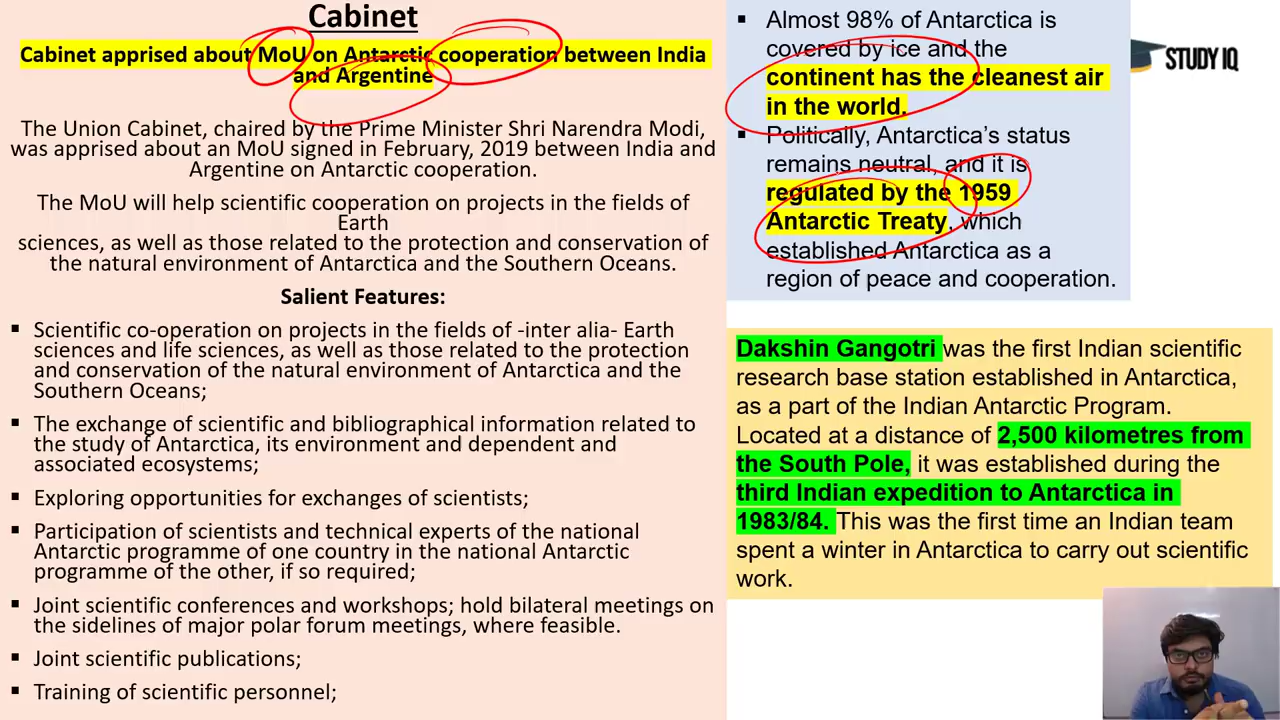 Cabinet
Cabinet apprised about MoU on Antarctic cooperation between India
and Argentine
The Union Cabinet, chaired by the Prime Minister Shri Narendra Modi,
was apprised about an MoU signed in February, 2019 between India and
Argentine on Antarctic cooperation.
The MoU will help scientific cooperation on projects in the fields of
Earth
sciences, as well as those related to the protection and conservation of
the natural environment of Antarctica and the Southern Oceans.
Salient Features:
▪ Scientific co-operation on projects in the fields of -inter alia- Earth
sciences and life sciences, as well as those related to the protection
and conservation of the natural environment of Antarctica and the
Southern Oceans;
▪ The exchange of scientific and bibliographical information related to
the study of Antarctica, its environment and dependent and
associated ecosystems;
▪ Exploring opportunities for exchanges of scientists;
▪ Participation of scientists and technical experts of the national
Antarctic programme of one country in the national Antarctic
programme of the other, if so required;
▪ Joint scientific conferences and workshops; hold bilateral meetings on
the sidelines of major polar forum meetings, where feasible.
▪ Joint scientific publications;
▪ Training of scientific personnel;
▪ Almost 98% of Antarctica is
covered by ice and the
continent has the cleanest air
in the world.
▪ Politically, Antarctica’s status
remains neutral, and it is
regulated by the 1959
Antarctic Treaty, which
established Antarctica as a
region of peace and cooperation.
STUDY IQ
Dakshin Gangotri was the first Indian scientific
research base station established in Antarctica,
as a part of the Indian Antarctic Program.
Located at a distance of 2,500 kilometres from
the South Pole, it was established during the
third Indian expedition to Antarctica in
1983/84. This was the first time an Indian team
spent a winter in Antarctica to carry out scientific
work.